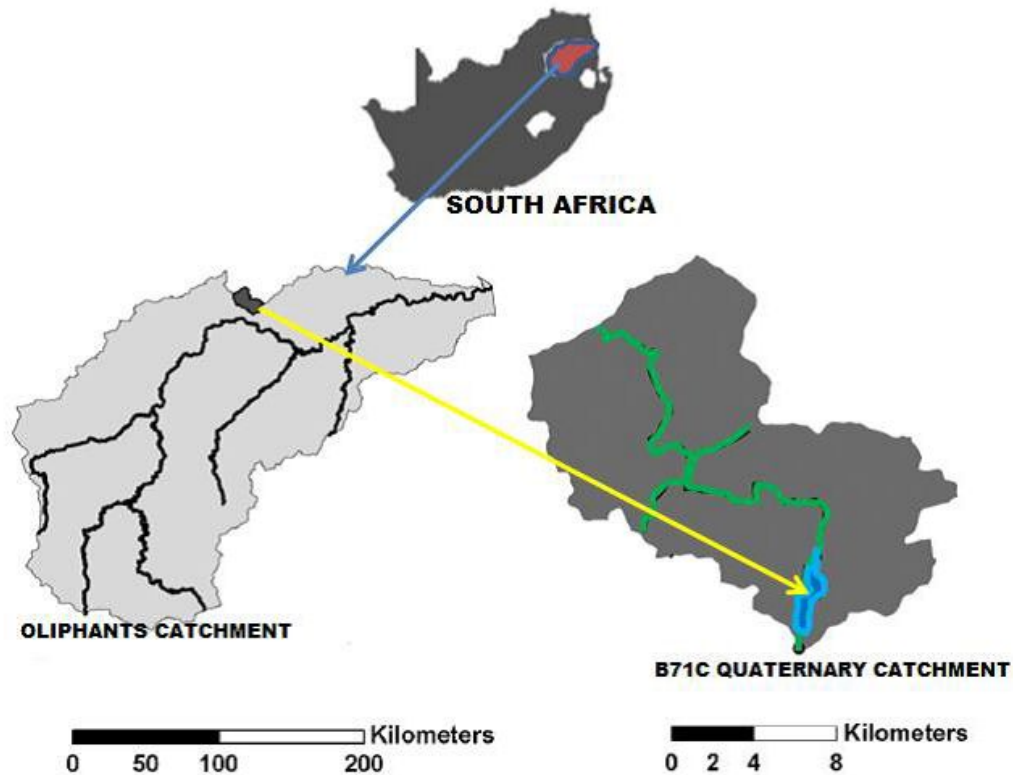 SOUTH AFRICA
OLIPHANTS CATCHMENT
B71C QUATERNARY CATCHMENT
Kilometers
0 50 100 200
Kilometers
0 2 4 8